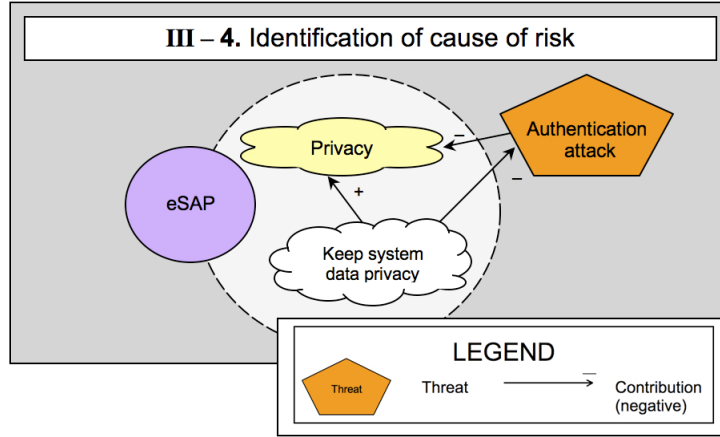 III – 4. Identification of cause of risk
Privacy
–
Authentication
attack
eSAP
+
–
Keep system
data privacy
LEGEND
Threat
Threat
–
Contribution
(negative)